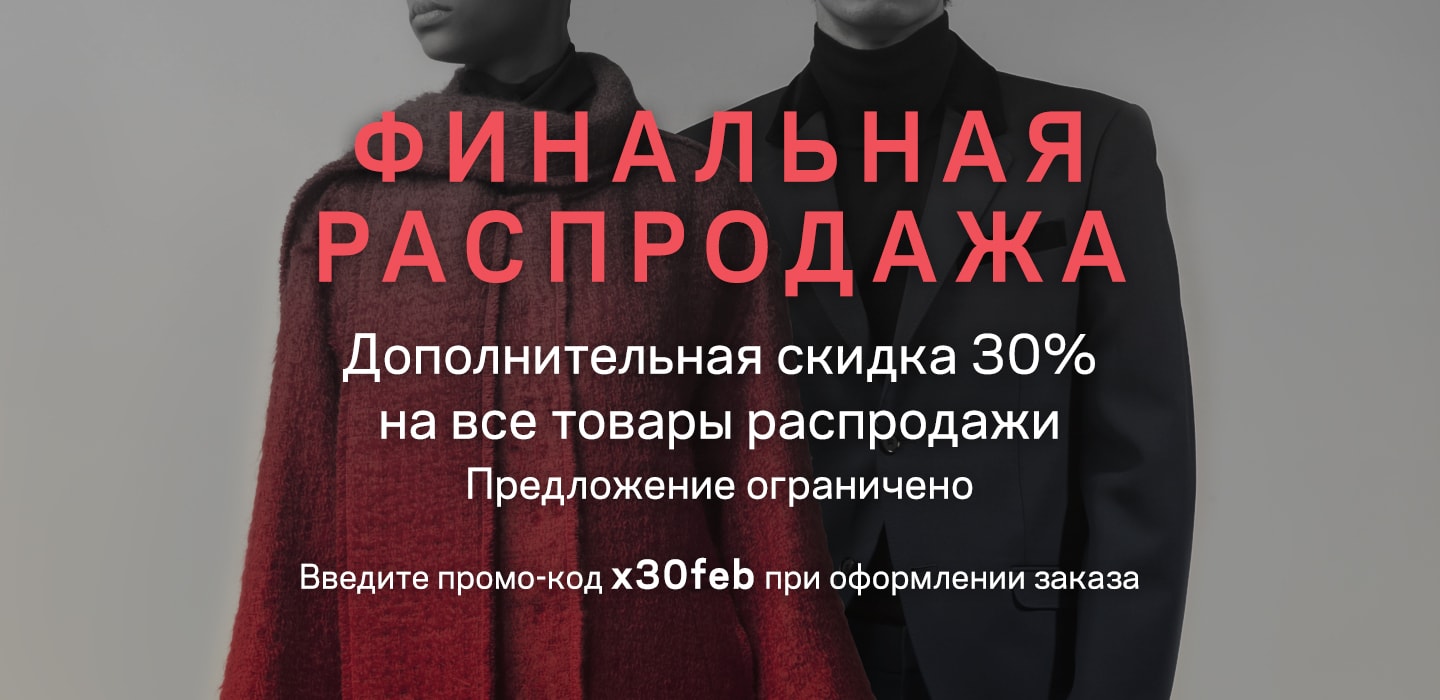 ФИНАЛЬНАЯ
РАСПРОДАЖА
Дополнительная скидка 30%
на все товары распродажи
Предложение ограничено
Введите промо-код x30feb при оформлении заказа